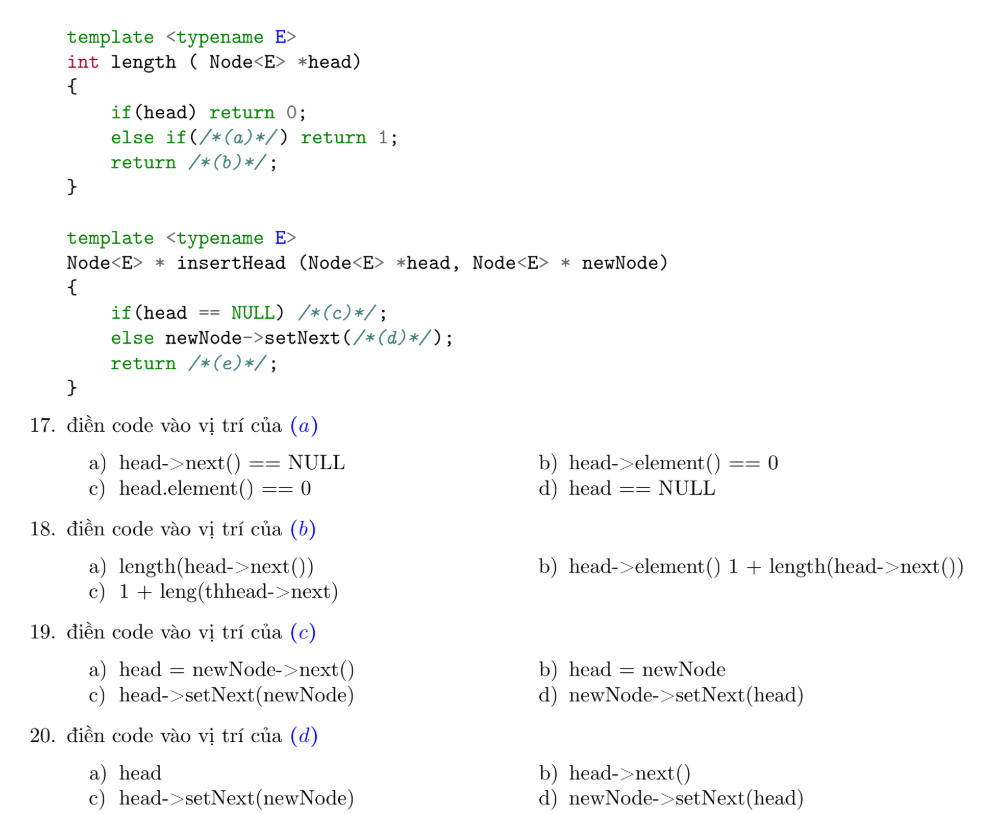 template <typename E>
int length ( Node<E> *head)
{
if(head) return 0;
else if(/*(a)*/) return 1;
return /*(b)*/;
}
template <typename E>
Node<E> * insertHead (Node<E> *head, Node<E> * newNode)
{
if(head == NULL) /*(c)*/;
else newNode->setNext(/*(d)*/);
return /*(e)*/;
}
17. điền code vào vị trí của (a)
a) head->next() == NULL b) head->element() == 0
c) head.element() == 0 d) head == NULL
18. điền code vào vị trí của (b)
a) length(head->next()) b) head->element() 1 + length(head->next())
c) 1 + leng(thhead->next)
19. điền code vào vị trí của (c)
a) head = newNode->next() b) head = newNode
c) head->setNext(newNode) d) newNode->setNext(head)
20. điền code vào vị trí của (d)
a) head b) head->next()
c) head->setNext(newNode) d) newNode->setNext(head)